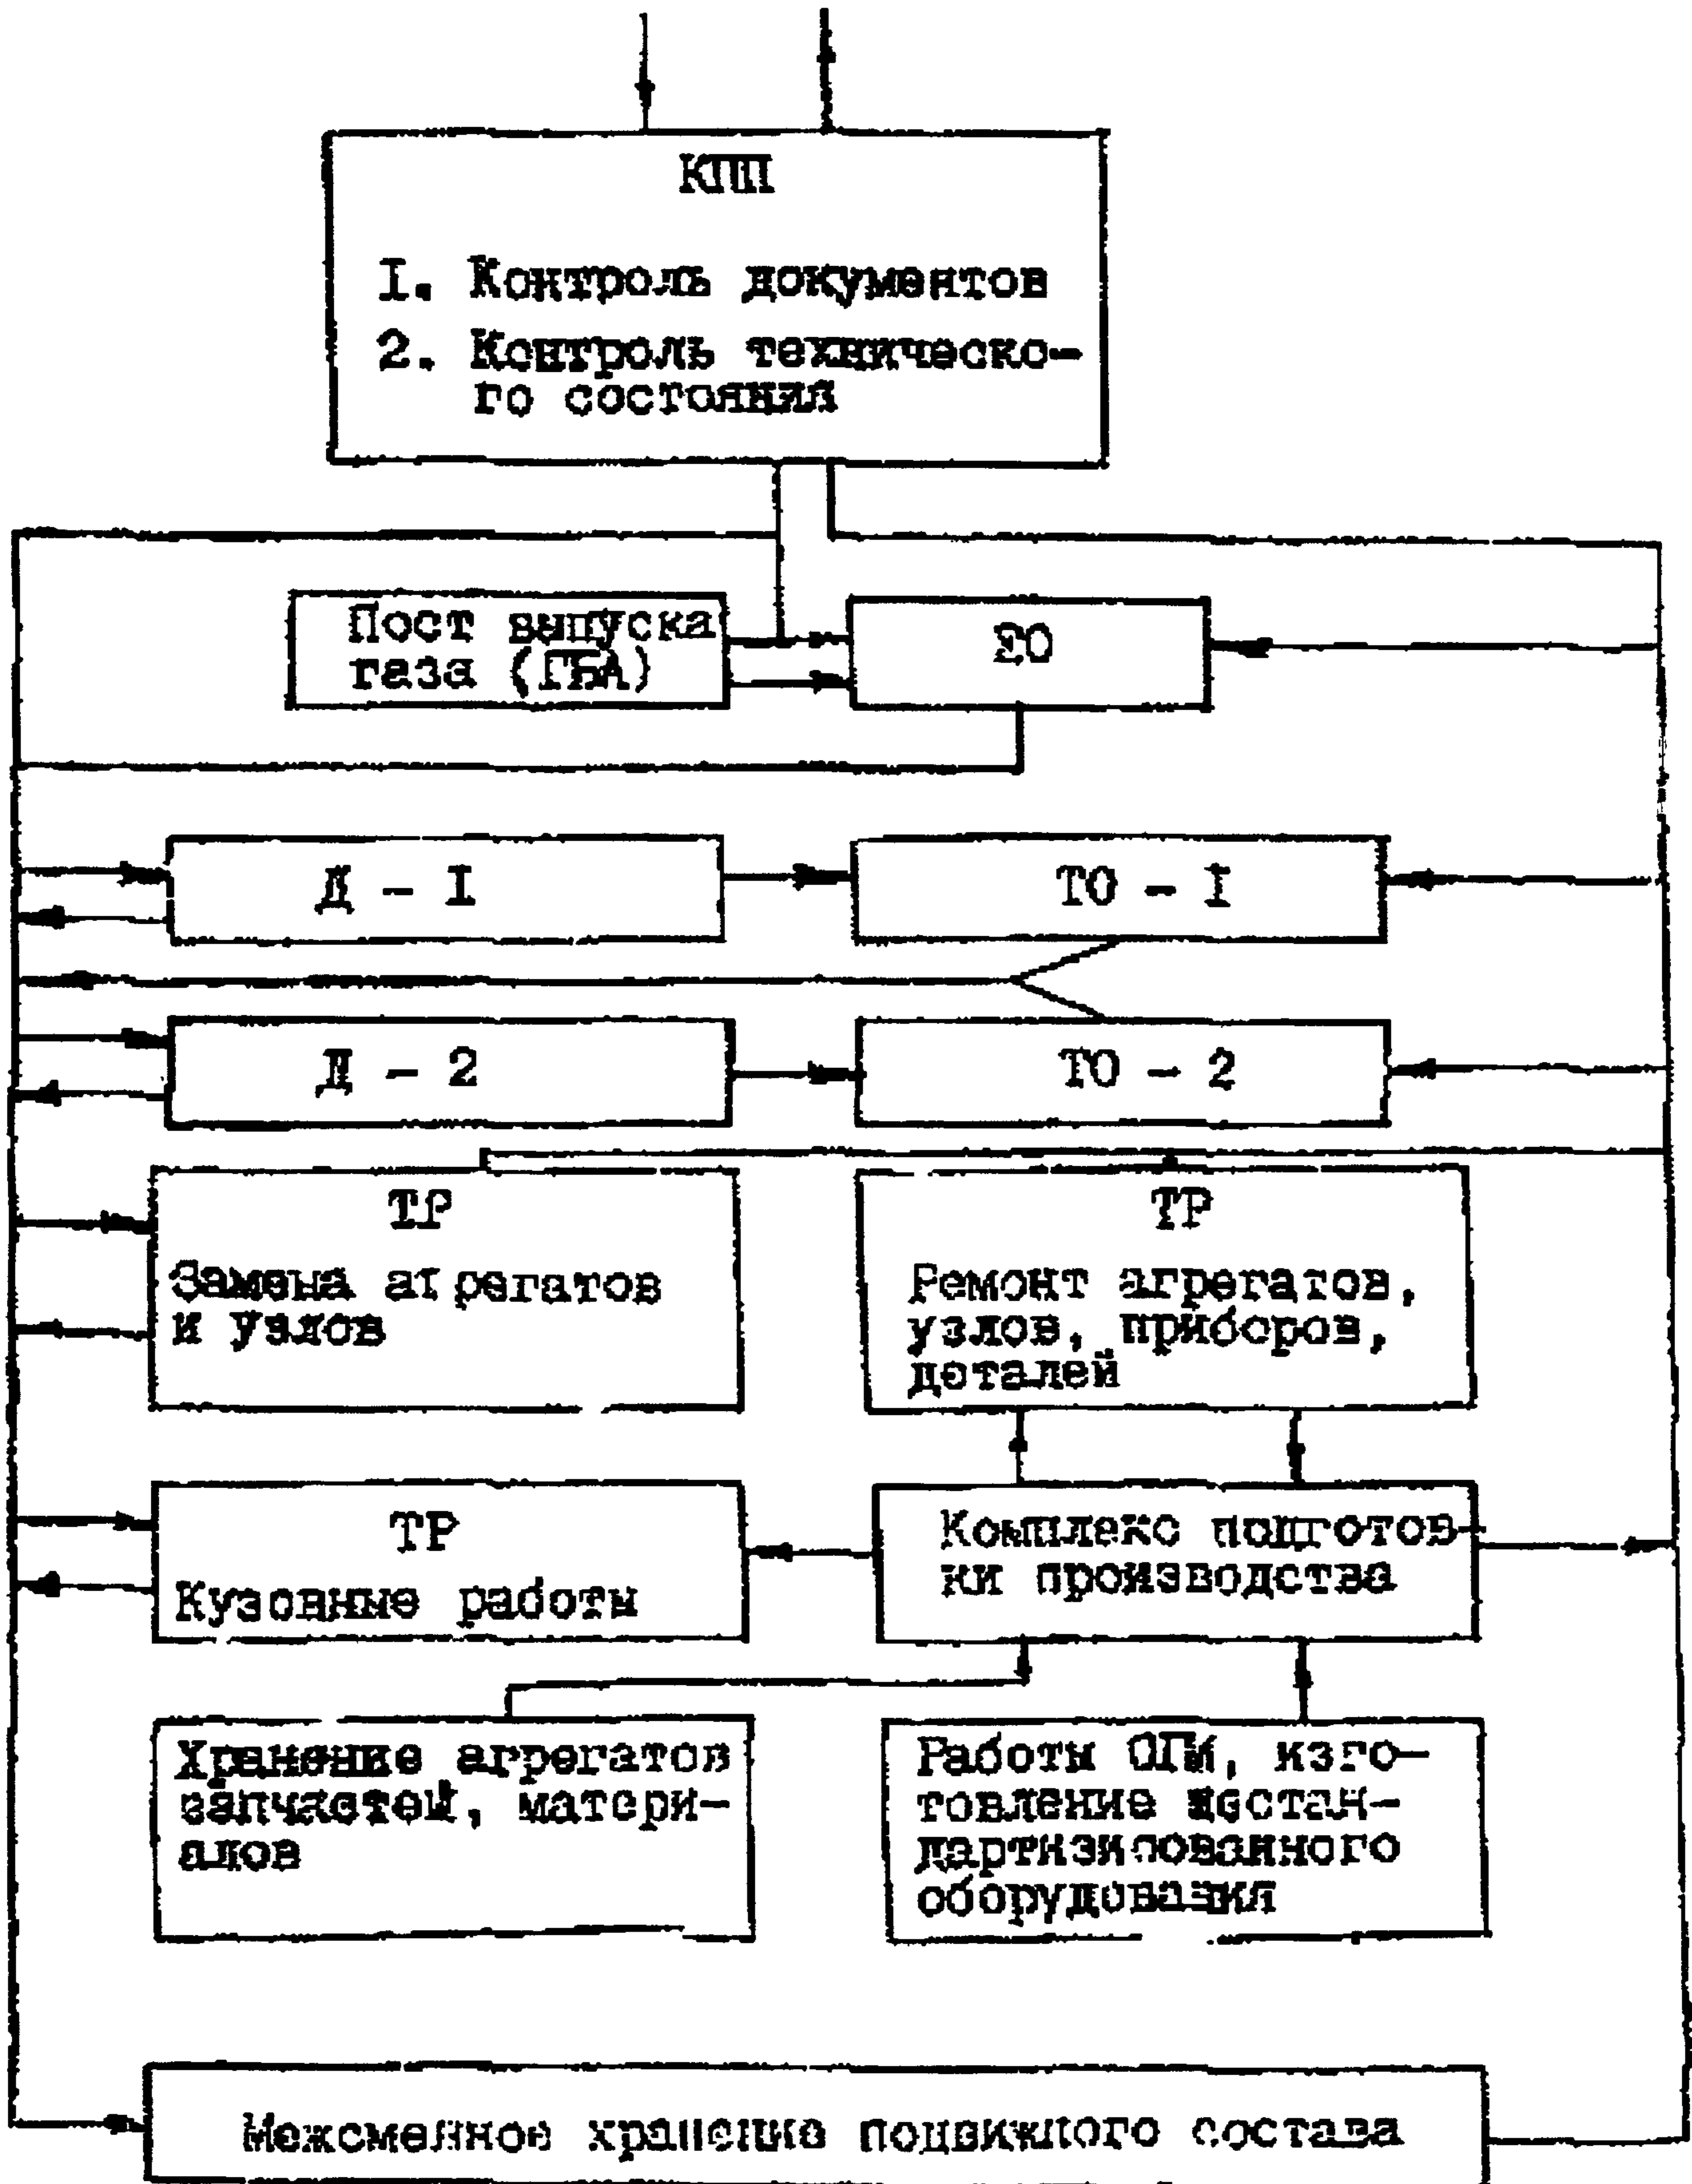 КПП
1. Контроль документов
2. Контроль техническо-
го состояния
Пост выпуска
газа (ГБА)
ЕО
Д - I
ТО - I
Д - 2
ТО - 2
ТР
Замена агрегатов
и узлов
ТР
Ремонт агрегатов,
узлов, приборов,
деталей
ТР
Кузовные работы
Комплекс подготов-
ки производства
Хранение агрегатов
запчастей, матери-
алов
Работы ОГМ, изго-
товление нестан-
дартизированного
оборудования
Межсменное хранение подвижного состава